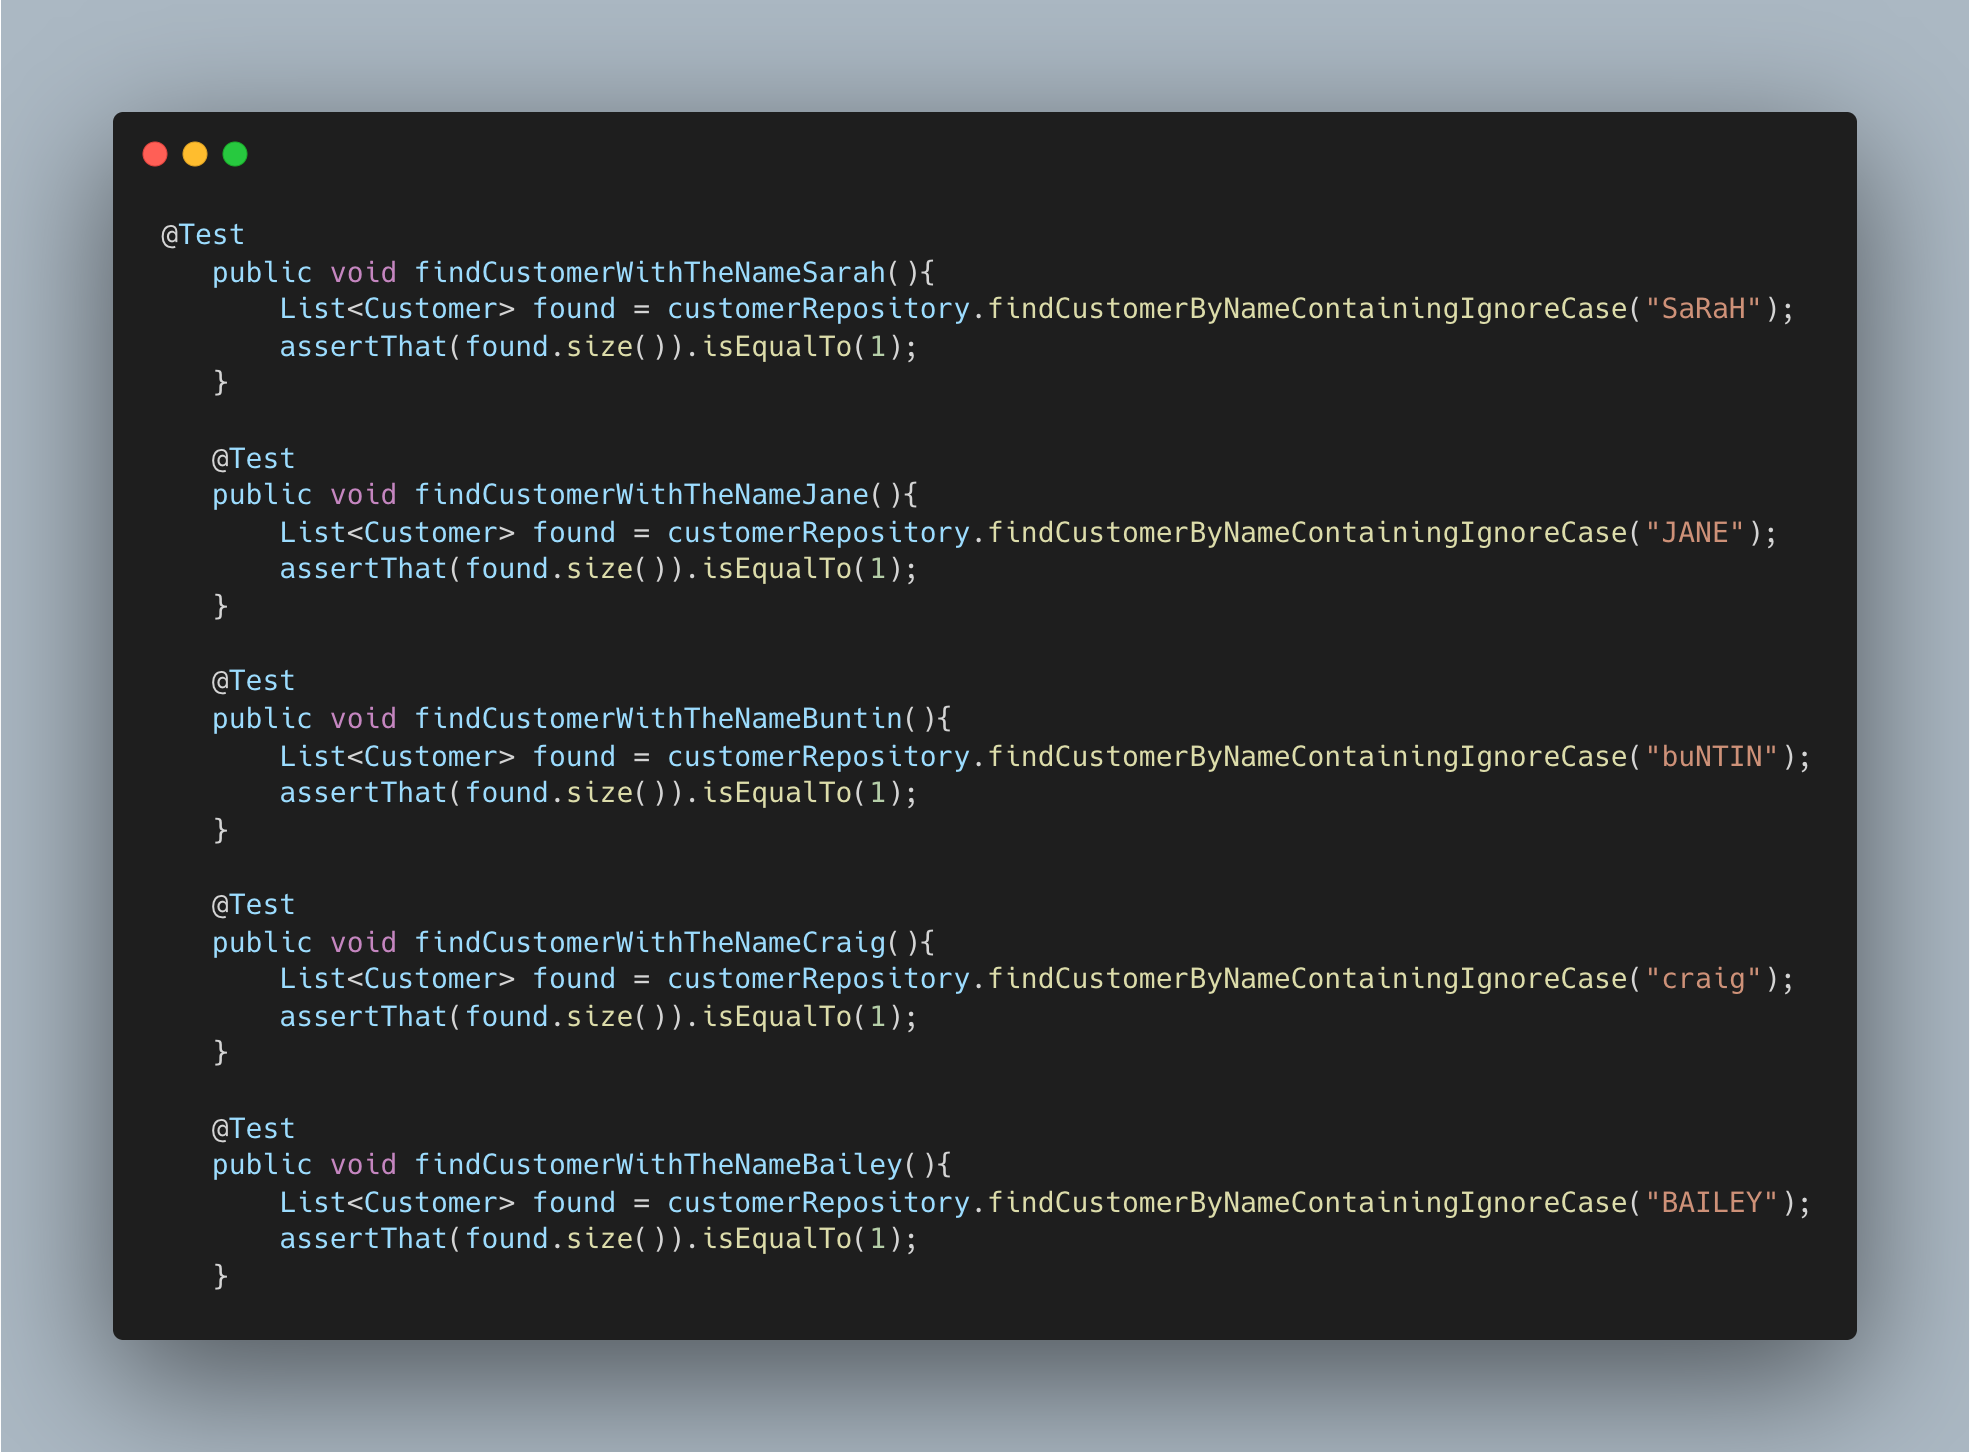 @Test
public void findCustomerWithTheNameSarah(){
List<Customer> found = customerRepository.findCustomerByNameContainingIgnoreCase("SaRaH");
assertThat(found.size()).isEqualTo(1);
}
@Test
public void findCustomerWithTheNameJane(){
List<Customer> found = customerRepository.findCustomerByNameContainingIgnoreCase("JANE");
assertThat(found.size()).isEqualTo(1);
}
@Test
public void findCustomerWithTheNameBuntin(){
List<Customer> found = customerRepository.findCustomerByNameContainingIgnoreCase("buNTIN");
assertThat(found.size()).isEqualTo(1);
}
@Test
public void findCustomerWithTheNameCraig(){
List<Customer> found = customerRepository.findCustomerByNameContainingIgnoreCase("craig");
assertThat(found.size()).isEqualTo(1);
}
@Test
public void findCustomerWithTheNameBailey(){
List<Customer> found = customerRepository.findCustomerByNameContainingIgnoreCase("BAILEY");
assertThat(found.size()).isEqualTo(1);
}